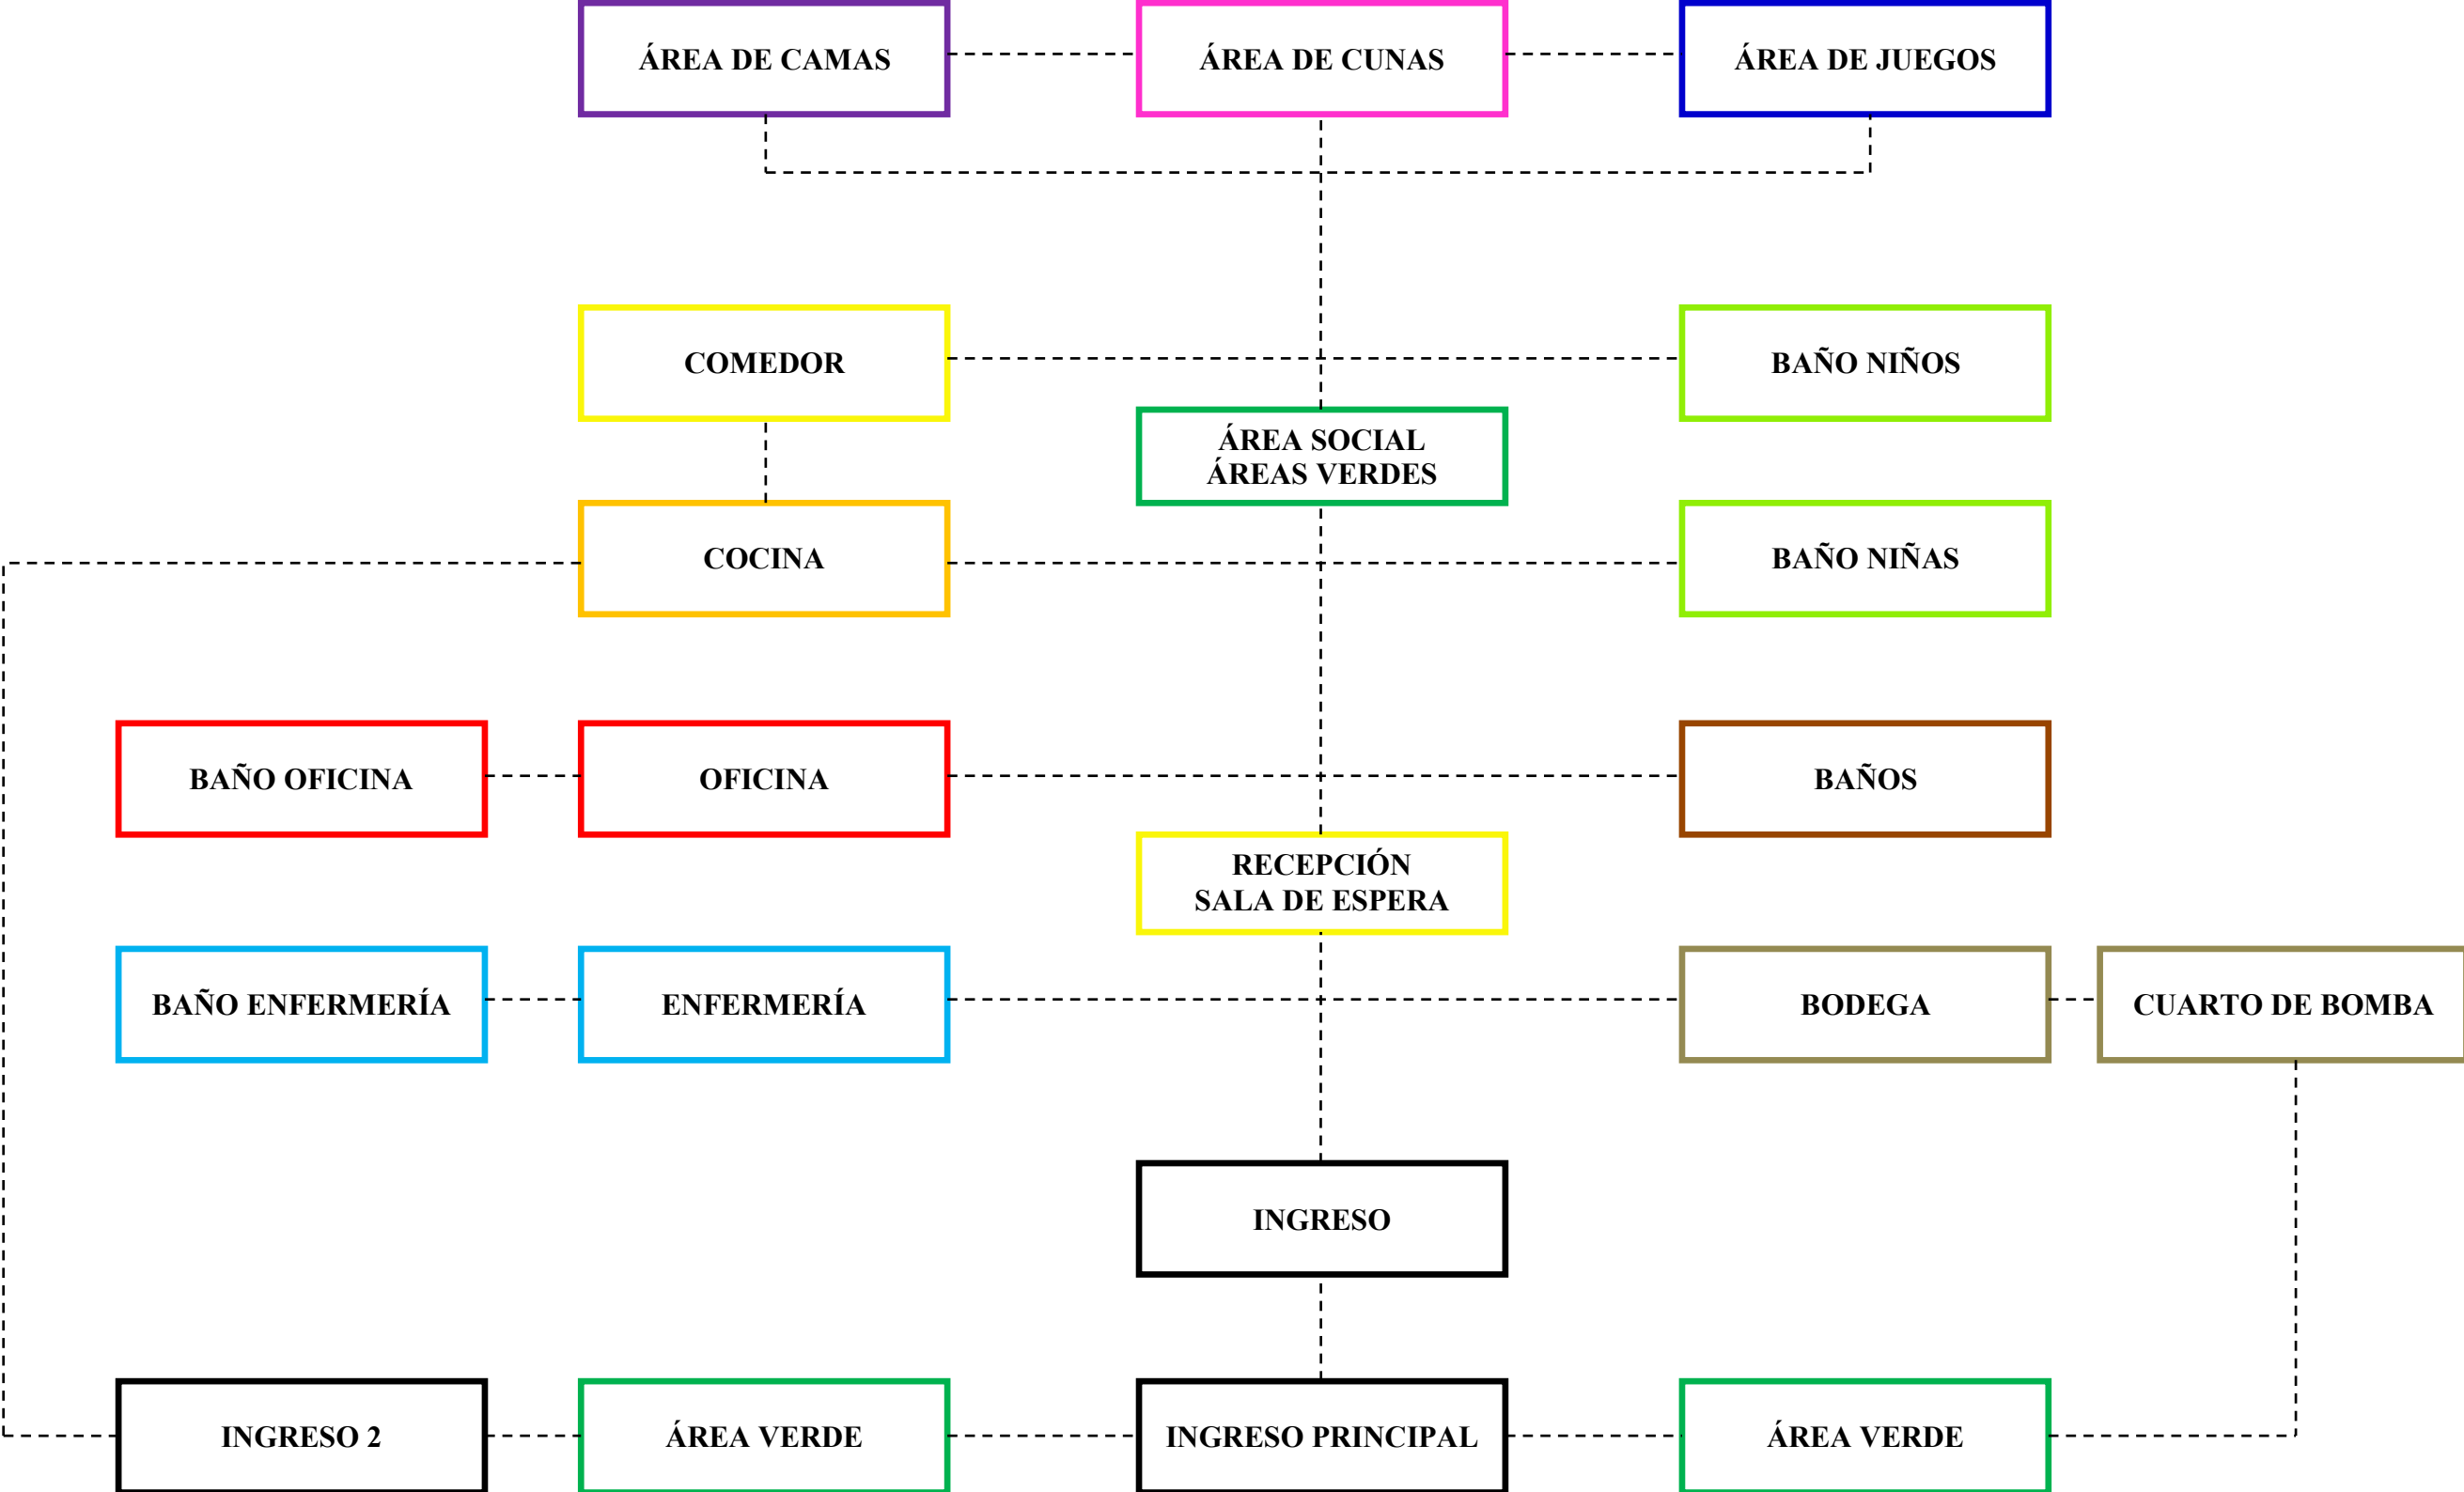 ÁREA DE CAMAS
ÁREA DE CUNAS
ÁREA DE JUEGOS
COMEDOR
BAÑO NIÑOS
ÁREA SOCIAL
ÁREAS VERDES
COCINA
BAÑO NIÑAS
BAÑO OFICINA
OFICINA
BAÑOS
RECEPCIÓN
SALA DE ESPERA
BAÑO ENFERMERÍA
ENFERMERÍA
BODEGA
CUARTO DE BOMBA
INGRESO
INGRESO 2
ÁREA VERDE
INGRESO PRINCIPAL
ÁREA VERDE